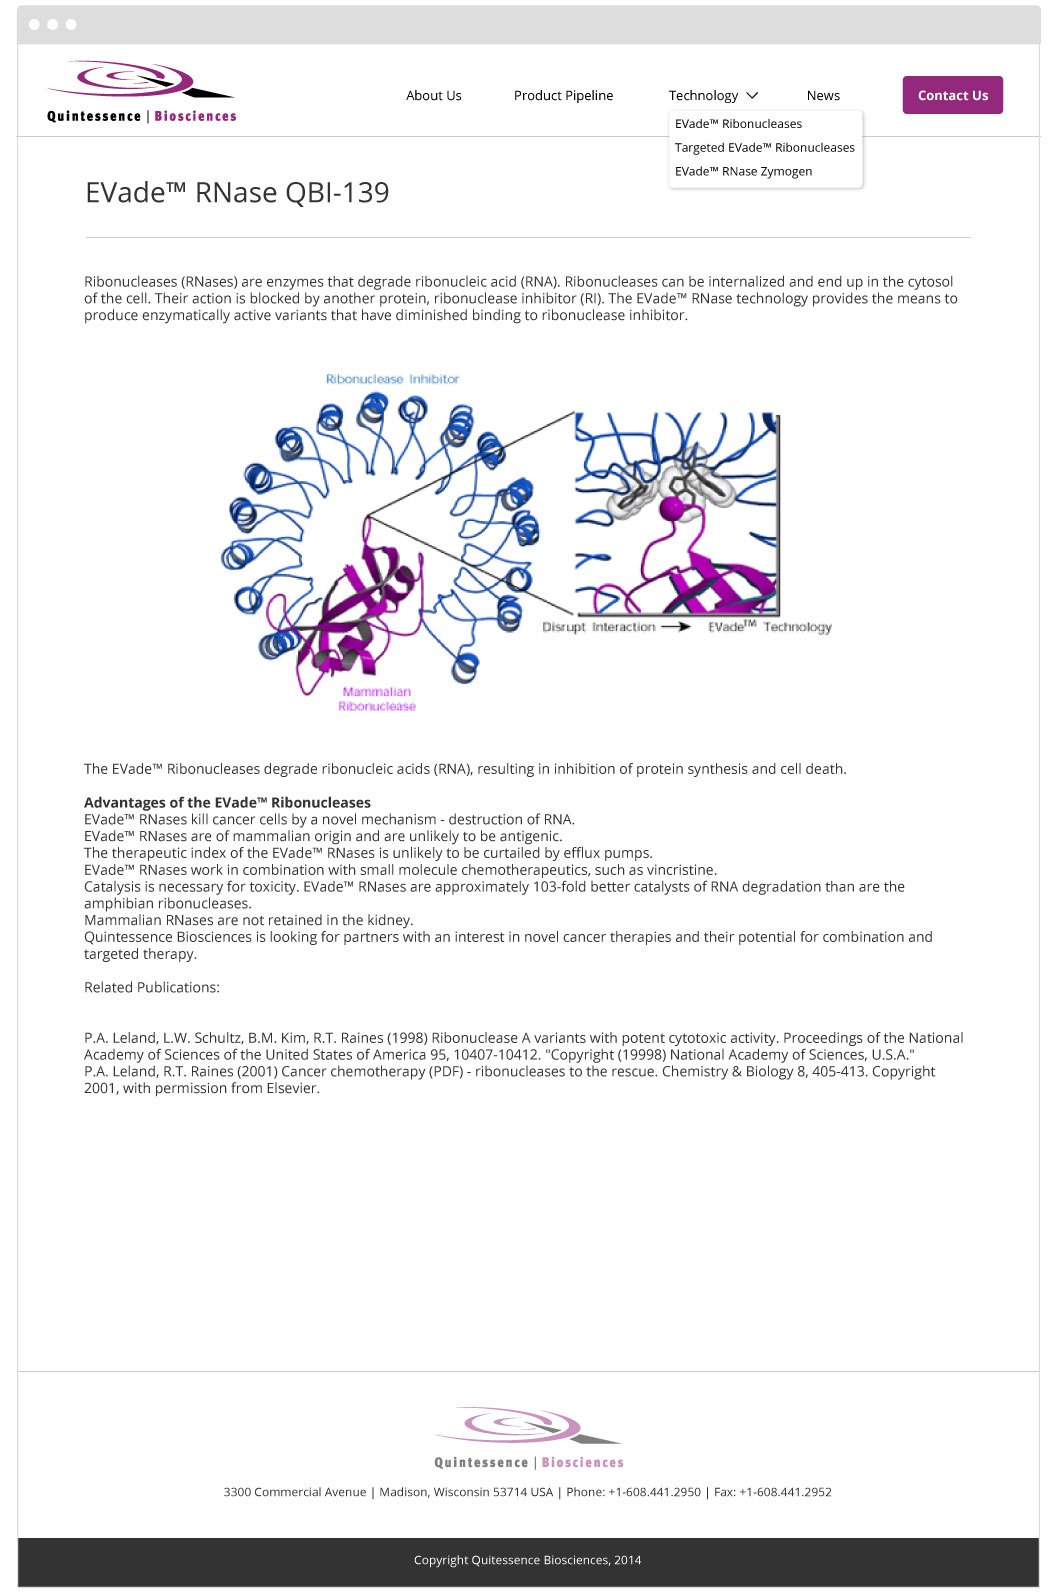 Quintessence | Biosciences
About Us
Product Pipeline
Technology
News
Contact Us
EVade™ Ribonucleases
Targeted EVade™ Ribonucleases
EVade™ RNase Zymogen
EVade™ RNase QBI-139
Ribonucleases (RNases) are enzymes that degrade ribonucleic acid (RNA). Ribonucleases can be internalized and end up in the cytosol
of the cell. Their action is blocked by another protein, ribonuclease inhibitor (RI). The EVade™ RNase technology provides the means to
produce enzymatically active variants that have diminished binding to ribonuclease inhibitor.
Ribonuclease Inhibitor
Disrupt Interaction → EVade™ Technology
Mammalian
Ribonuclease
The EVade™ Ribonucleases degrade ribonucleic acids (RNA), resulting in inhibition of protein synthesis and cell death.
Advantages of the EVade™ Ribonucleases
EVade™ RNases kill cancer cells by a novel mechanism - destruction of RNA.
EVade™ RNases are of mammalian origin and are unlikely to be antigenic.
The therapeutic index of the EVade™ RNases is unlikely to be curtailed by efflux pumps.
EVade™ RNases work in combination with small molecule chemotherapeutics, such as vincristine.
Catalysis is necessary for toxicity. EVade™ RNases are approximately 103-fold better catalysts of RNA degradation than are the
amphibian ribonucleases.
Mammalian RNases are not retained in the kidney.
Quintessence Biosciences is looking for partners with an interest in novel cancer therapies and their potential for combination and
targeted therapy.
Related Publications:
P.A. Leland, L.W. Schultz, B.M. Kim, R.T. Raines (1998) Ribonuclease A variants with potent cytotoxic activity. Proceedings of the National
Academy of Sciences of the United States of America 95, 10407-10412. "Copyright (19998) National Academy of Sciences, U.S.A."
P.A. Leland, R.T. Raines (2001) Cancer chemotherapy (PDF) - ribonucleases to the rescue. Chemistry & Biology 8, 405-413. Copyright
2001, with permission from Elsevier.
Quintessence | Biosciences
3300 Commercial Avenue | Madison, Wisconsin 53714 USA | Phone: +1-608.441.2950 | Fax: +1-608.441.2952
Copyright Quitessence Biosciences, 2014